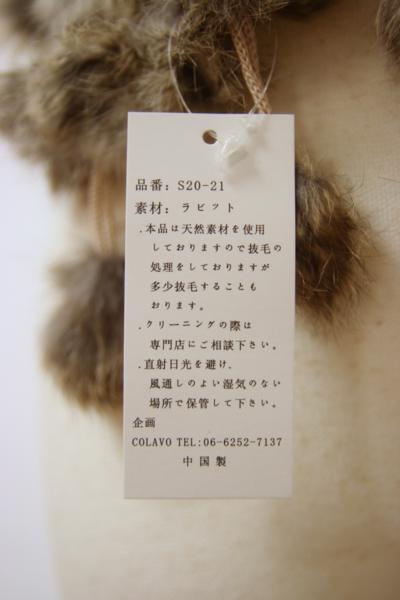 品番: S20-21
素材: ラビフト
.本品は天然素材を使用
しておりますので抜毛の
処理をしておりますが
多少抜毛することも
おります。
.クリーニングの際は
専門店にご相談下さい。
.直射日光を避け、
風通しのよい湿気のない
場所で保管して下さい。
企画
COLAVO TEL:06-6252-7137
中国製